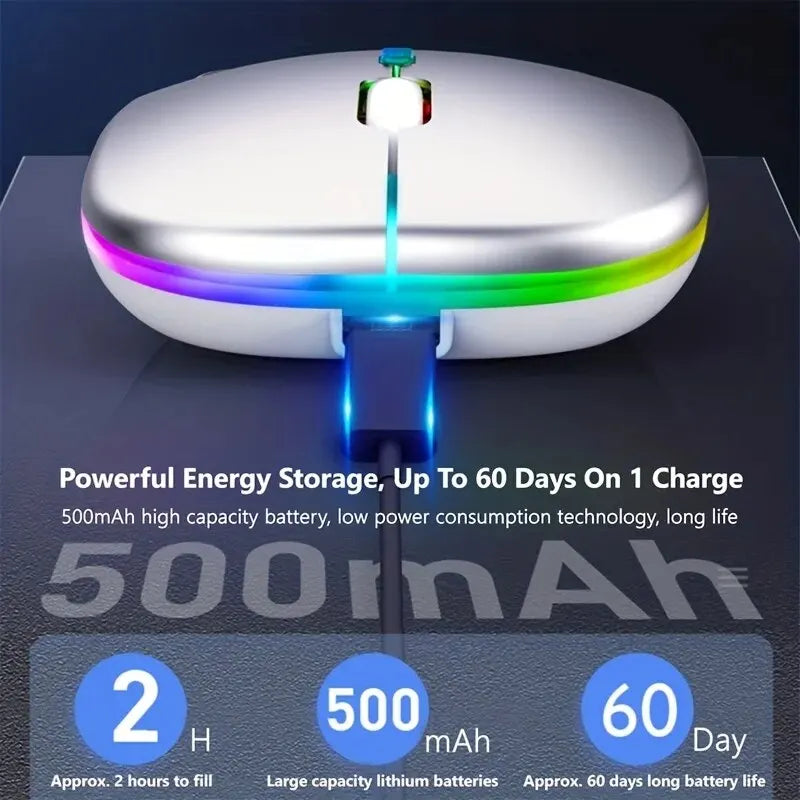 Powerful Energy Storage, Up To 60 Days On 1 Charge
500mAh high capacity battery, low power consumption technology, long life
500mAh
2 H
500 mAh
60 Day
Approx. 2 hours to fill
Large capacity lithium batteries
Approx. 60 days long battery life